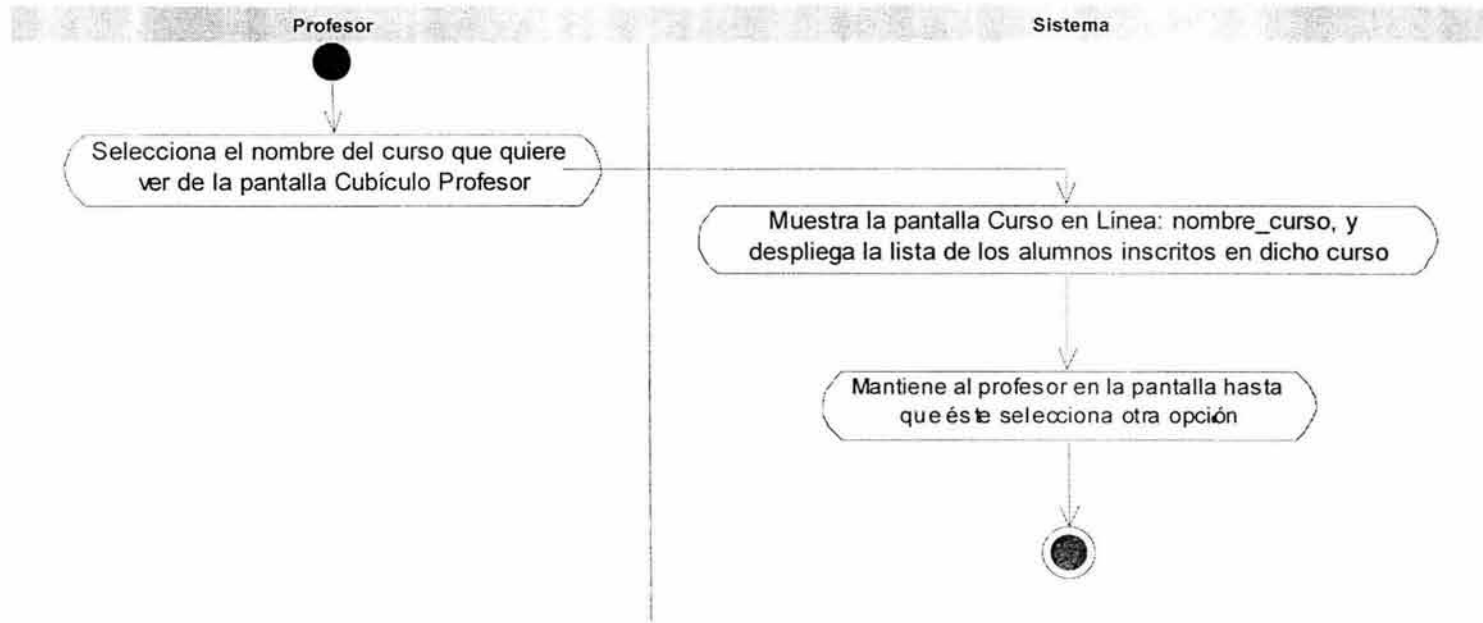 Profesor
Sistema
Selecciona el nombre del curso que quiere
ver de la pantalla Cubículo Profesor
Muestra la pantalla Curso en Línea: nombre_curso, y
despliega la lista de los alumnos inscritos en dicho curso
Mantiene al profesor en la pantalla hasta
que éste selecciona otra opción